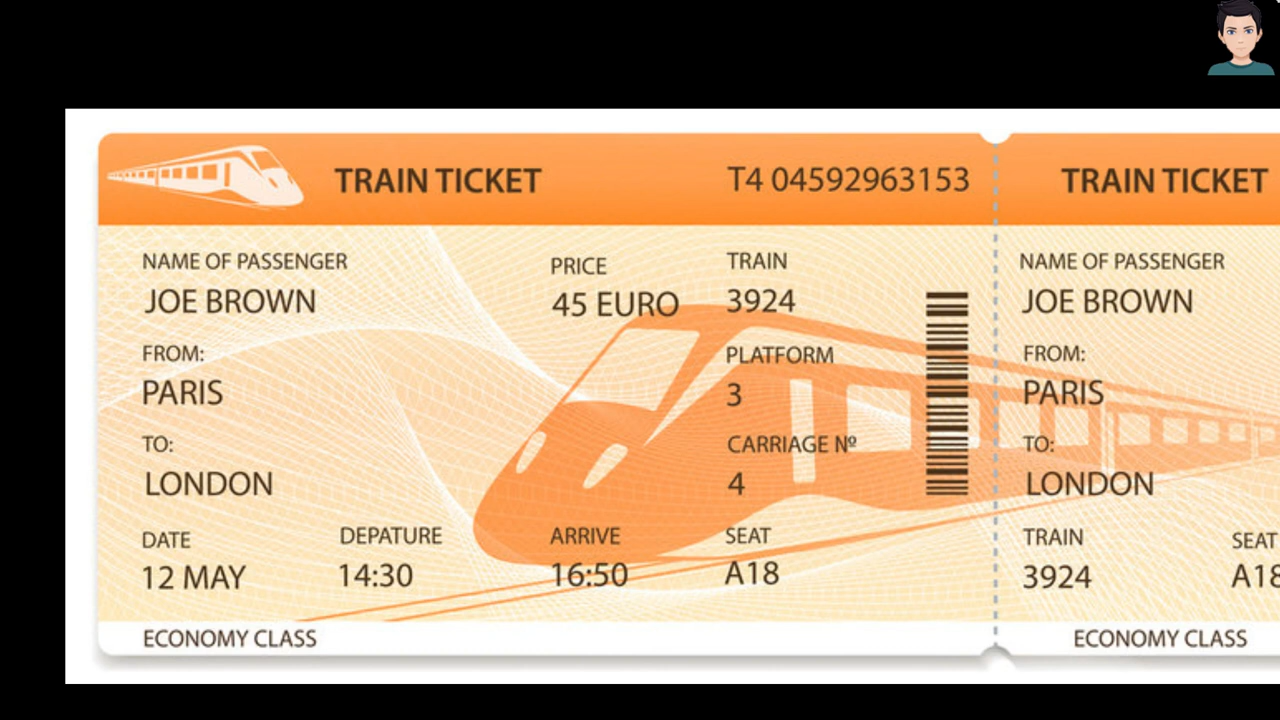 TRAIN TICKET
T4 04592963153
NAME OF PASSENGER
JOE BROWN
PRICE
45 EURO
TRAIN
3924
FROM:
PARIS
PLATFORM
3
TO:
LONDON
CARRIAGE Nº
4
DATE
12 MAY
DEPATURE
14:30
ARRIVE
16:50
SEAT
A18
ECONOMY CLASS
TRAIN TICKET
NAME OF PASSENGER
JOE BROWN
FROM:
PARIS
TO:
LONDON
TRAIN
3924
SEAT
A18
ECONOMY CLASS